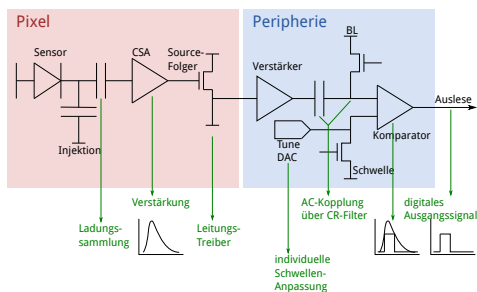 Pixel
Peripherie
Sensor
CSA
Source-
Folger
Verstärker
BL
Auslese
Injektion
Tune
DAC
Komparator
Schwelle
Verstärkung
Ladungs-
sammlung
Leitungs-
Treiber
AC-Kopplung
über CR-Filter
digitales
Ausgangssignal
individuelle
Schwellen-
Anpassung